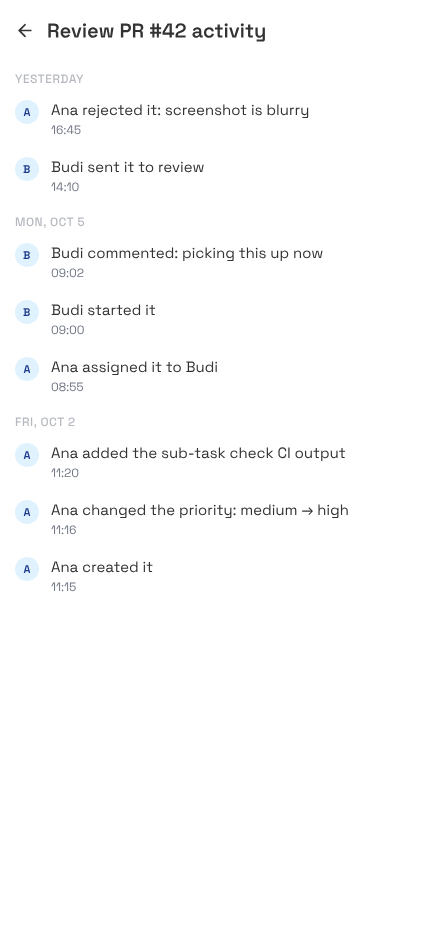 ← Review PR #42 activity
YESTERDAY
A
Ana rejected it: screenshot is blurry
16:45
B
Budi sent it to review
14:10
MON, OCT 5
B
Budi commented: picking this up now
09:02
B
Budi started it
09:00
A
Ana assigned it to Budi
08:55
FRI, OCT 2
A
Ana added the sub-task check CI output
11:20
A
Ana changed the priority: medium → high
11:16
A
Ana created it
11:15